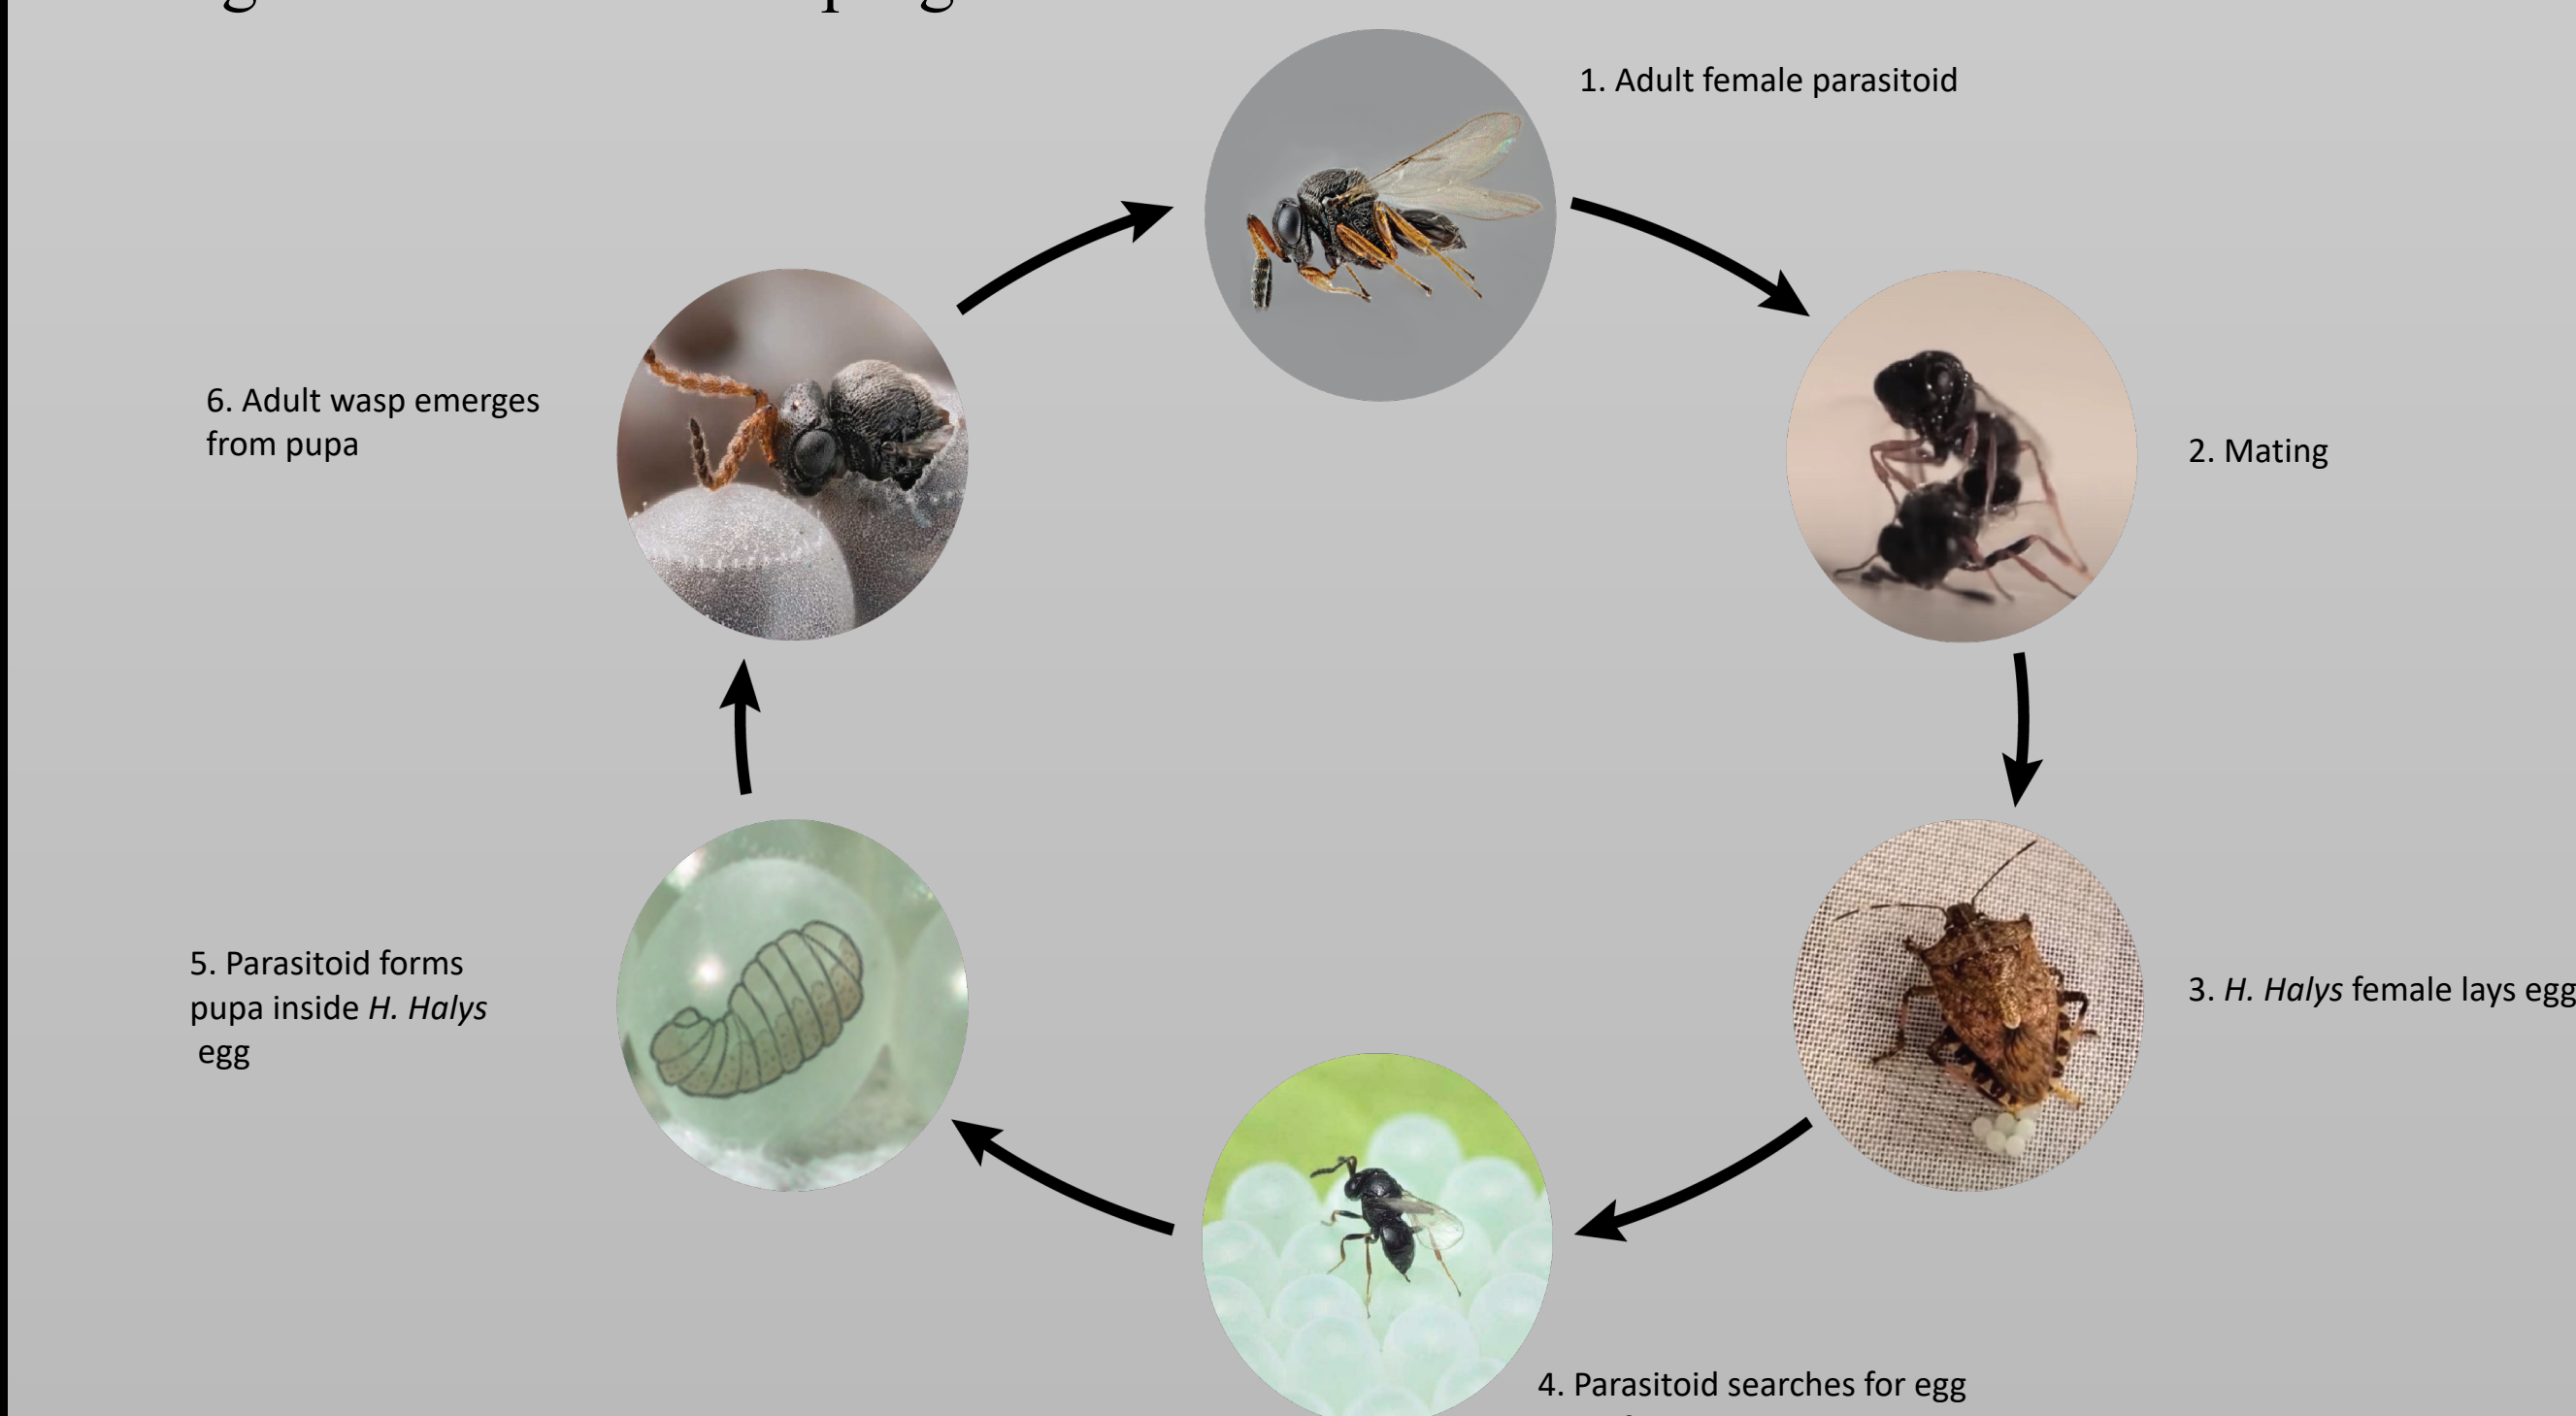 1. Adult female parasitoid
2. Mating
3. H. Halys female lays egg
4. Parasitoid searches for egg
5. Parasitoid forms
pupa inside H. Halys
egg
6. Adult wasp emerges
from pupa